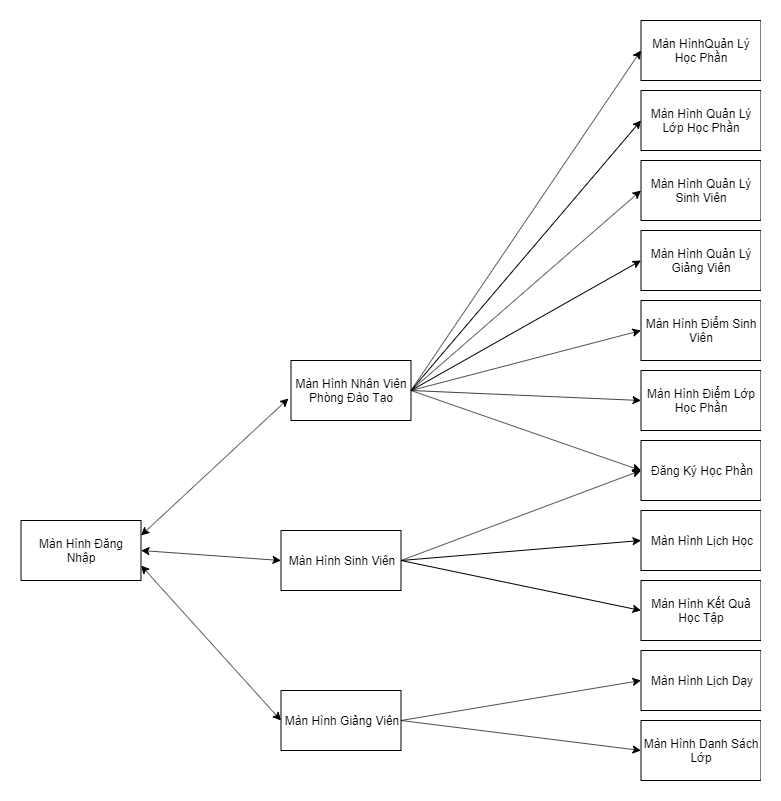 Màn HìnhQuản Lý
Học Phần
Màn Hình Quản Lý
Lớp Học Phần
Màn Hình Quản Lý
Sinh Viên
Màn Hình Quản Lý
Giảng Viên
Màn Hình Điểm Sinh
Viên
Màn Hình Nhân Viên
Phòng Đào Tạo
Màn Hình Điểm Lớp
Học Phần
Đăng Ký Học Phần
Màn Hình Đăng
Nhập
Màn Hình Sinh Viên
Màn Hình Lịch Học
Màn Hình Kết Quả
Học Tập
Màn Hình Giảng Viên
Màn Hình Lịch Dạy
Màn Hình Danh Sách
Lớp